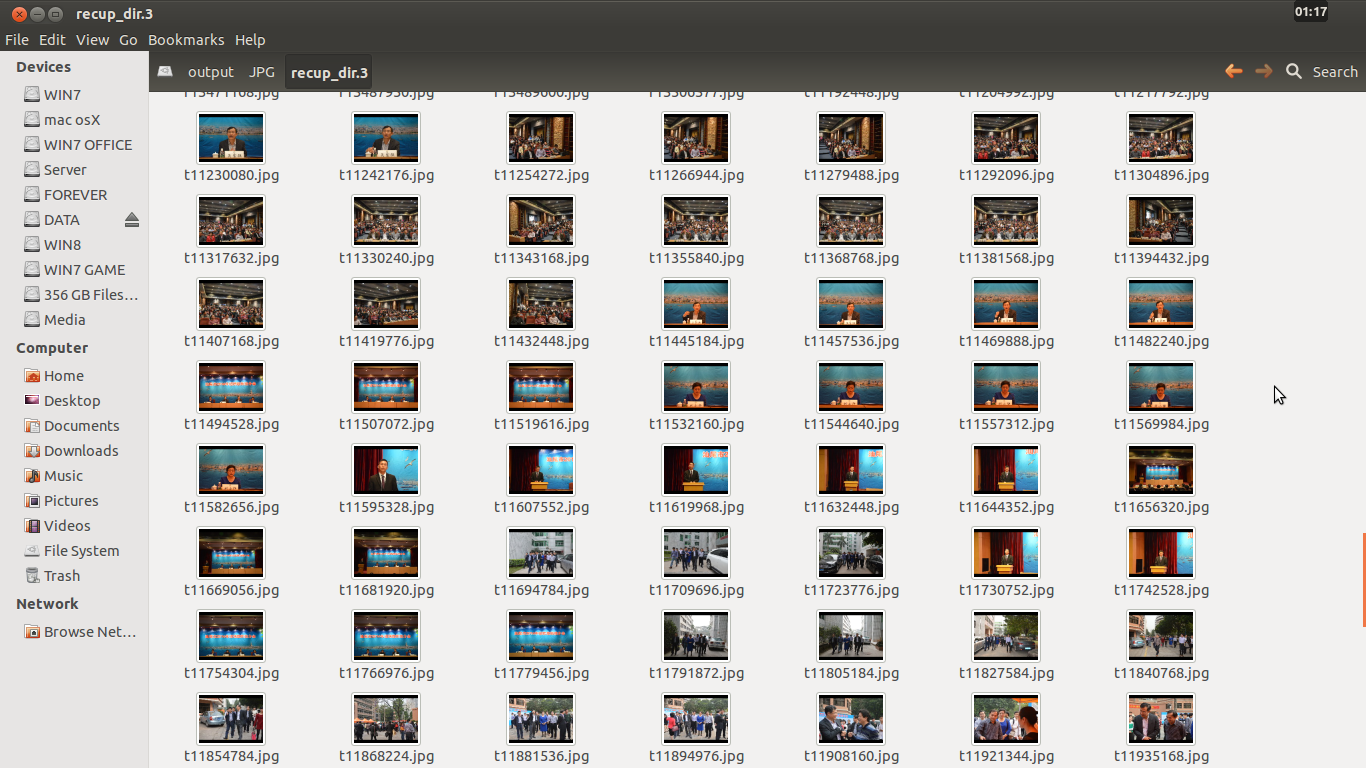 recup_dir.3
01:17
File Edit View Go Bookmarks Help
Devices
WIN7
mac osX
WIN7 OFFICE
Server
FOREVER
DATA
WIN8
WIN7 GAME
356 GB Files…
Media
Computer
Home
Desktop
Documents
Downloads
Music
Pictures
Videos
File System
Trash
Network
Browse Net…
output JPG recup_dir.3 Search
t11230080.jpg t11242176.jpg t11254272.jpg t11266944.jpg t11279488.jpg t11292096.jpg t11304896.jpg
t11317632.jpg t11330240.jpg t11343168.jpg t11355840.jpg t11368768.jpg t11381568.jpg t11394432.jpg
t11407168.jpg t11419776.jpg t11432448.jpg t11445184.jpg t11457536.jpg t11469888.jpg t11482240.jpg
t11494528.jpg t11507072.jpg t11519616.jpg t11532160.jpg t11544640.jpg t11557312.jpg t11569984.jpg
t11582656.jpg t11595328.jpg t11607552.jpg t11619968.jpg t11632448.jpg t11644352.jpg t11656320.jpg
t11669056.jpg t11681920.jpg t11694784.jpg t11709696.jpg t11723776.jpg t11730752.jpg t11742528.jpg
t11754304.jpg t11766976.jpg t11779456.jpg t11791872.jpg t11805184.jpg t11827584.jpg t11840768.jpg
t11854784.jpg t11868224.jpg t11881536.jpg t11894976.jpg t11908160.jpg t11921344.jpg t11935168.jpg